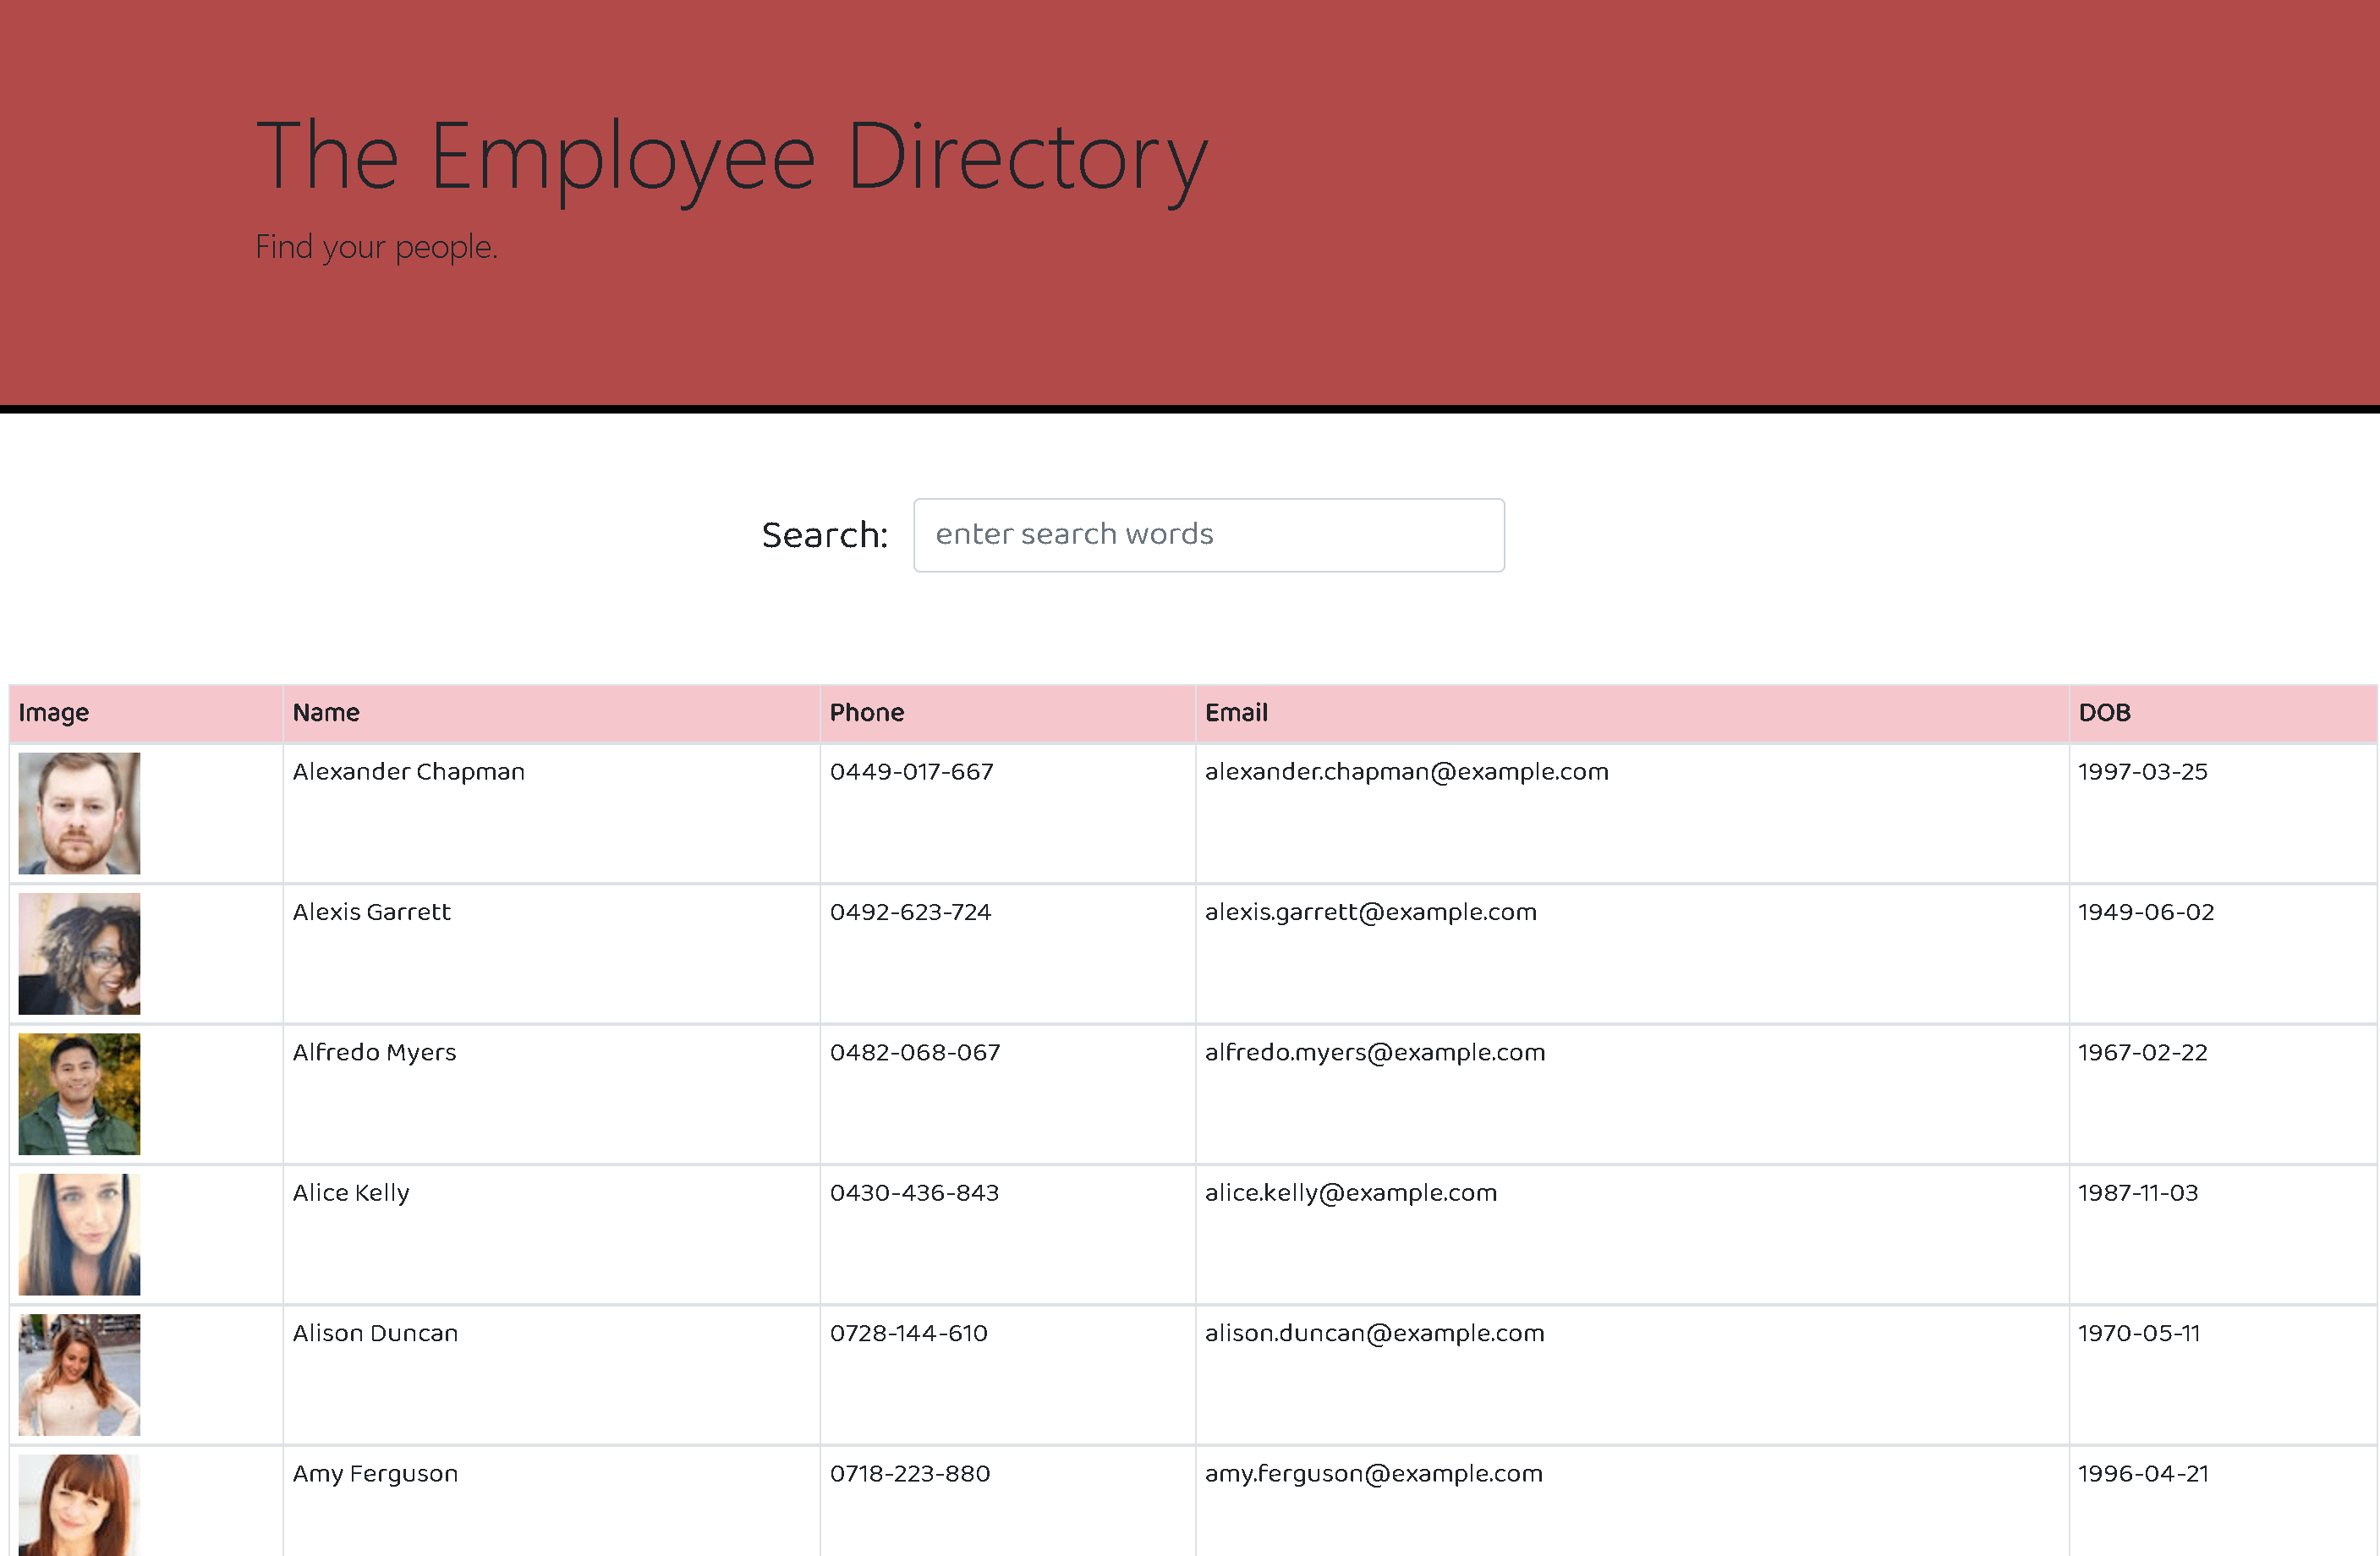 The Employee Directory
Find your people.
Search: enter search words
Image Name Phone Email DOB
Alexander Chapman 0449-017-667 alexander.chapman@example.com 1997-03-25
Alexis Garrett 0492-623-724 alexis.garrett@example.com 1949-06-02
Alfredo Myers 0482-068-067 alfredo.myers@example.com 1967-02-22
Alice Kelly 0430-436-843 alice.kelly@example.com 1987-11-03
Alison Duncan 0728-144-610 alison.duncan@example.com 1970-05-11
Amy Ferguson 0718-223-880 amy.ferguson@example.com 1996-04-21